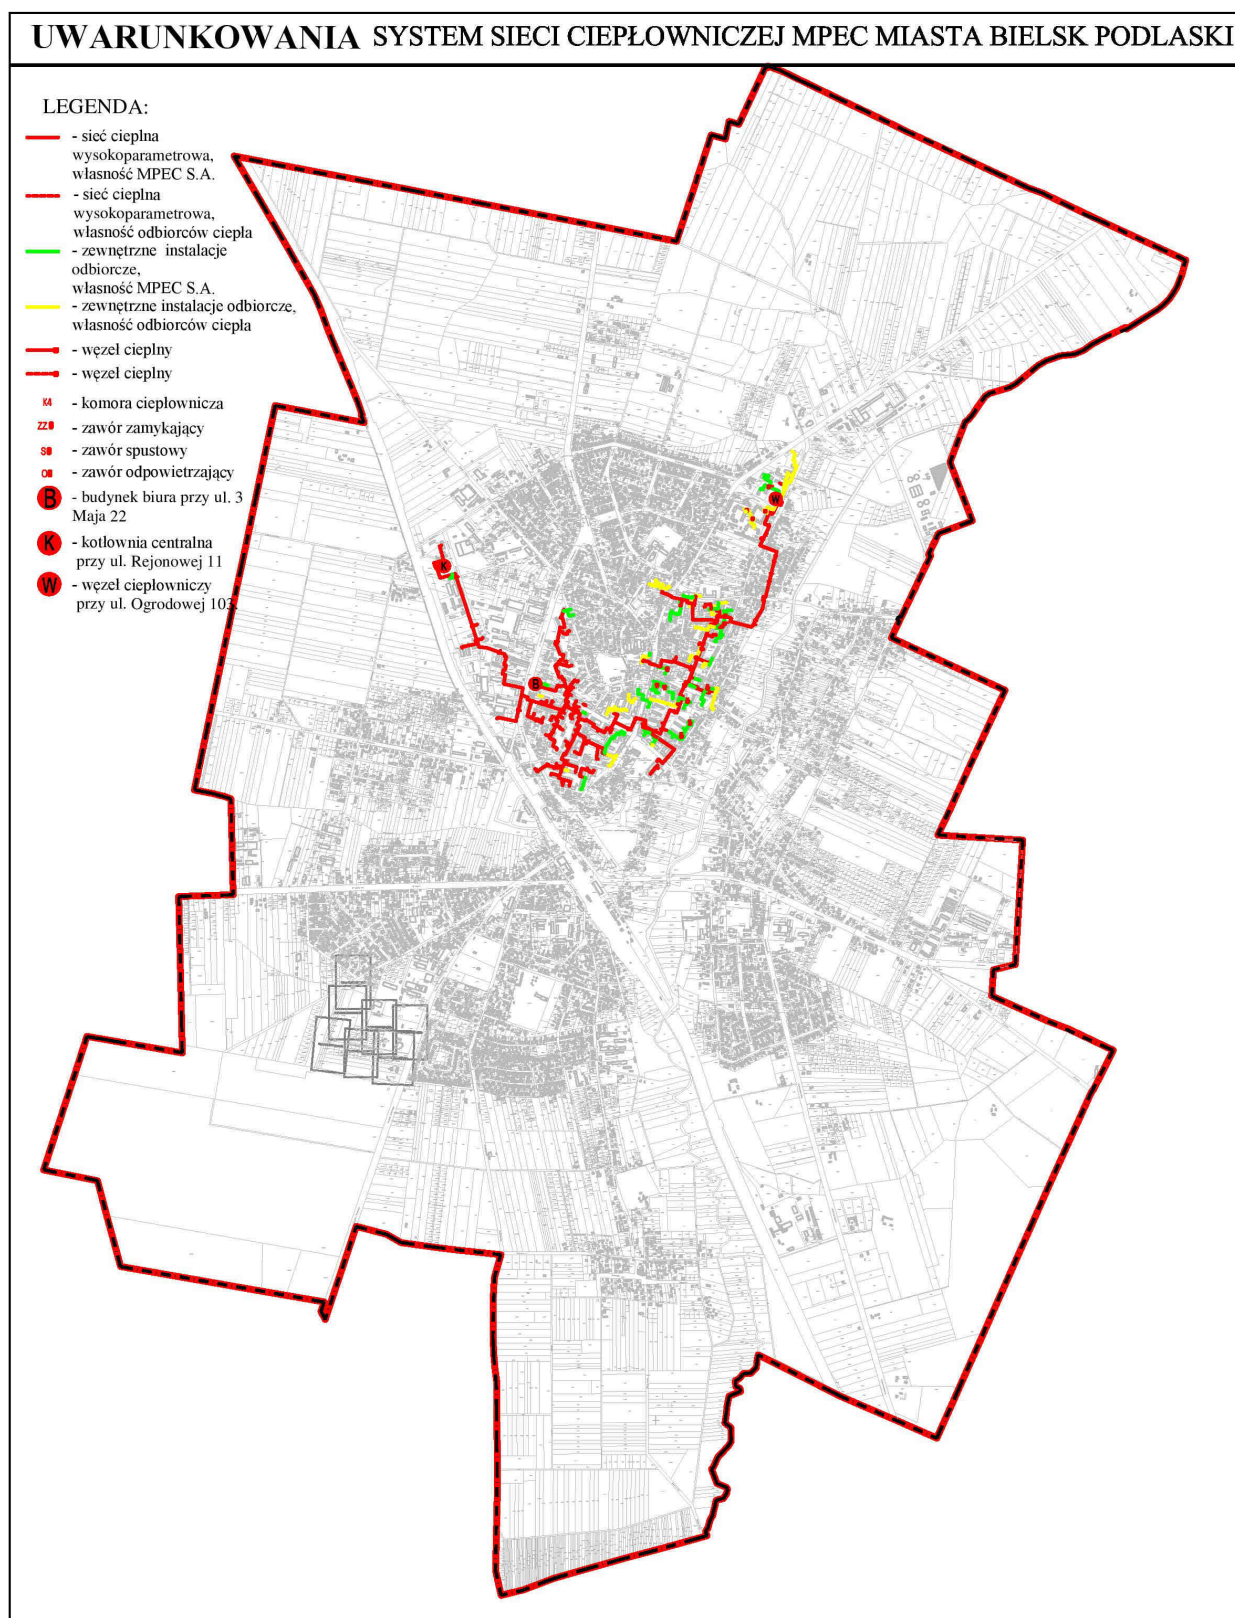 UWARUNKOWANIA SYSTEM SIECI CIEPŁOWNICZEJ MPEC MIASTA BIELSK PODLASKI
LEGENDA:
- sieć cieplna
wysokoparametrowa,
własność MPEC S.A.
- sieć cieplna
wysokoparametrowa,
własność odbiorców ciepła
- zewnętrzne instalacje
odbiorcze,
własność MPEC S.A.
- zewnętrzne instalacje odbiorcze,
własność odbiorców ciepła
- węzeł cieplny
- węzeł cieplny
K4 - komora ciepłownicza
ZZ - zawór zamykający
S - zawór spustowy
O - zawór odpowietrzający
B - budynek biura przy ul. 3
Maja 22
K - kotłownia centralna
przy ul. Rejonowej 11
W - węzeł ciepłowniczy
przy ul. Ogrodowej 103.
W
K
B